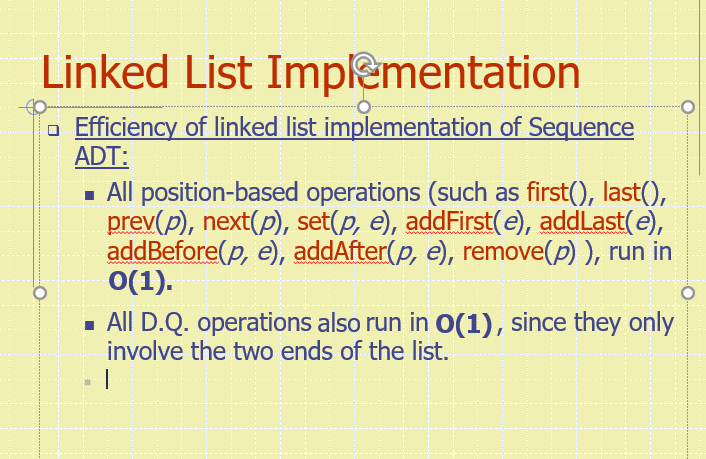 Linked List Implementation
Efficiency of linked list implementation of Sequence
ADT:
All position-based operations (such as first(), last(),
prev(p), next(p), set(p, e), addFirst(e), addLast(e),
addBefore(p, e), addAfter(p, e), remove(p) ), run in
O(1).
All D.Q. operations also run in O(1) , since they only
involve the two ends of the list.